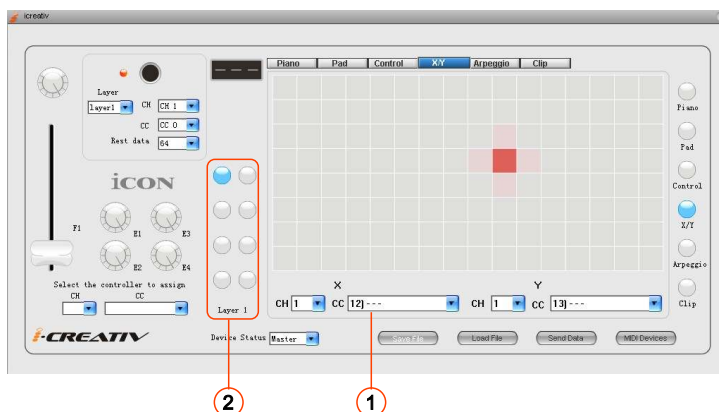 icreativ
Piano Pad Control X/Y Arpeggio Clip
Layer
layer1 CH CH 1
CC CC 0
Rest data 64
iCON
F1 E1 E3
E2 E4
Select the controller to assign
CH CC
Layer 1
X Y
CH 1 CC 12)--- CH 1 CC 13)---
Piano
Pad
Control
X/Y
Arpeggio
Clip
i-CREATIV
Device Status Master Save File Load File Send Data MIDI Devices
2 1